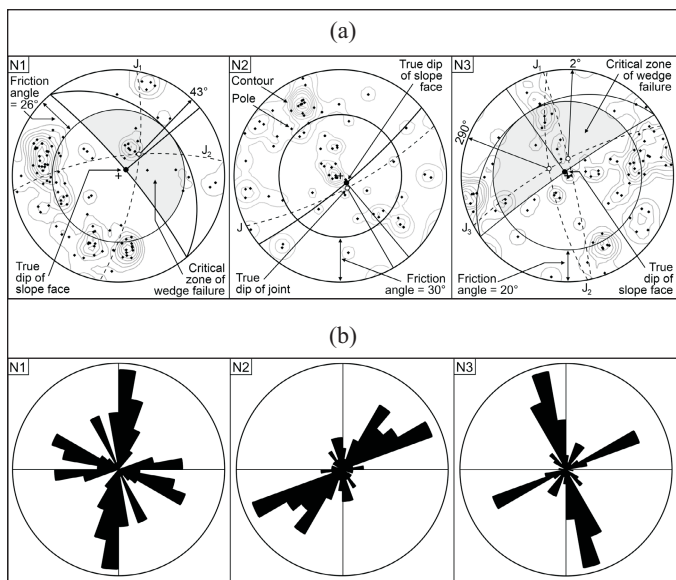 (a)
N1
Friction
angle
= 26°
J1
43°
J2
True
dip of
slope face
Critical
zone of
wedge failure
N2
Contour
Pole
True dip
of slope
face
J
True
dip of joint
Friction
angle = 30°
N3
J1
2°
Critical zone
of wedge
failure
290°
J3
Friction
angle = 20°
J2
True
dip of
slope face
(b)
N1
N2
N3